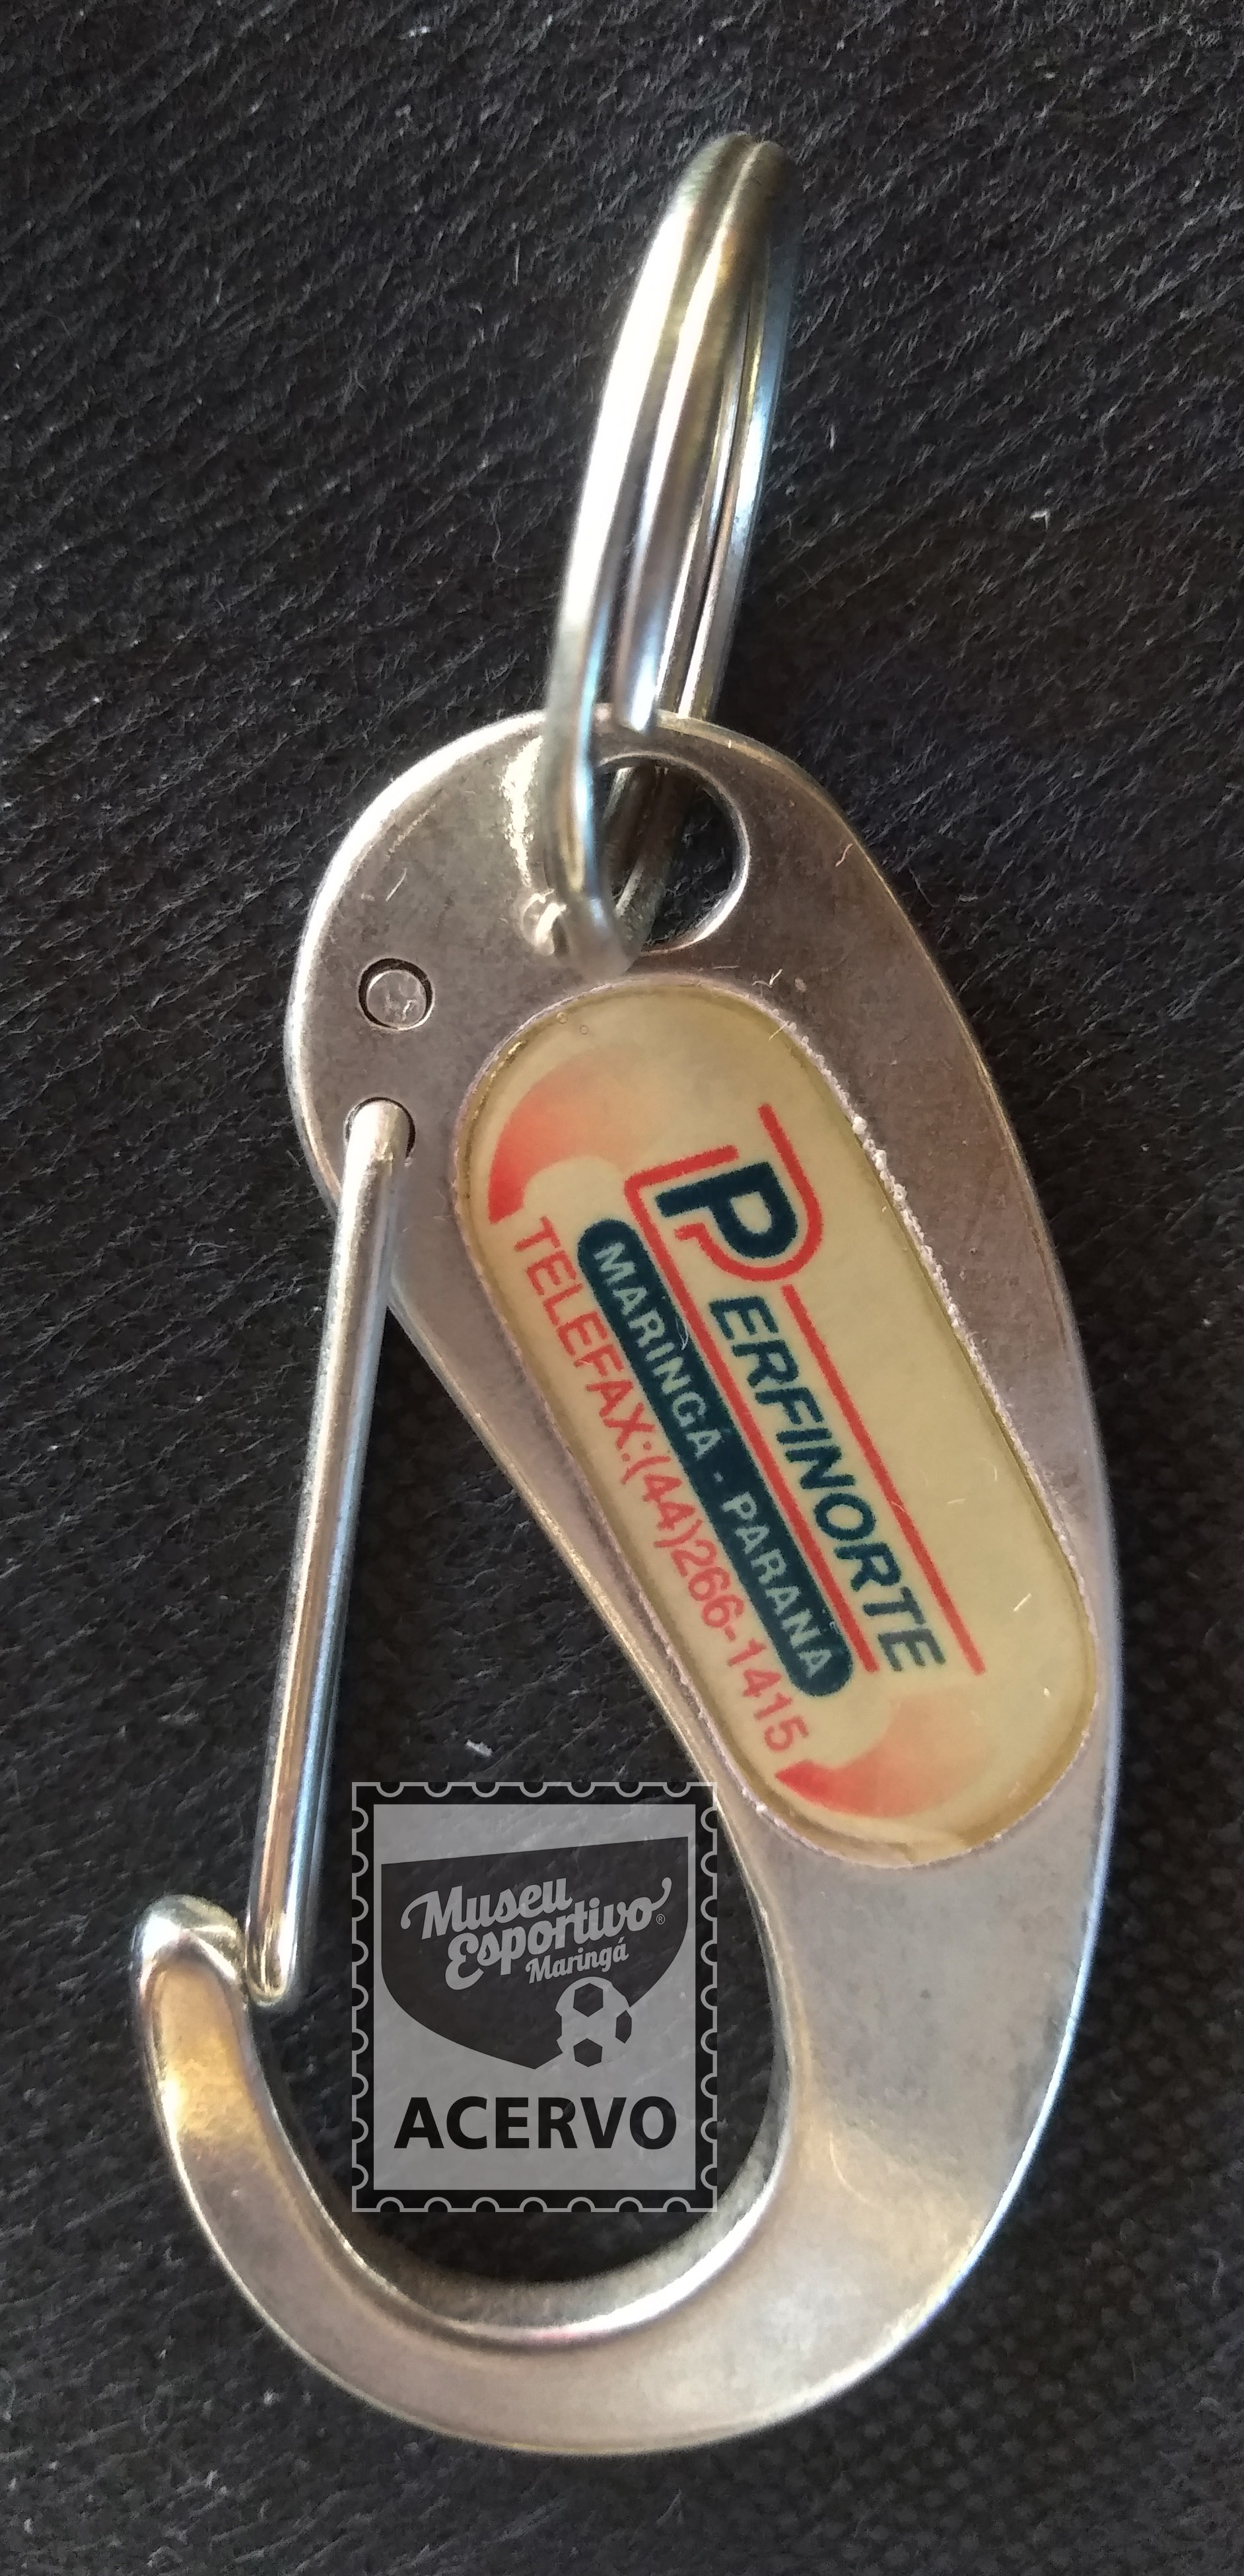 PERFINORTE
MARINGÁ - PARANÁ
TELEFAX:(44)266-1415
Museu
Esportivo®
Maringá
ACERVO